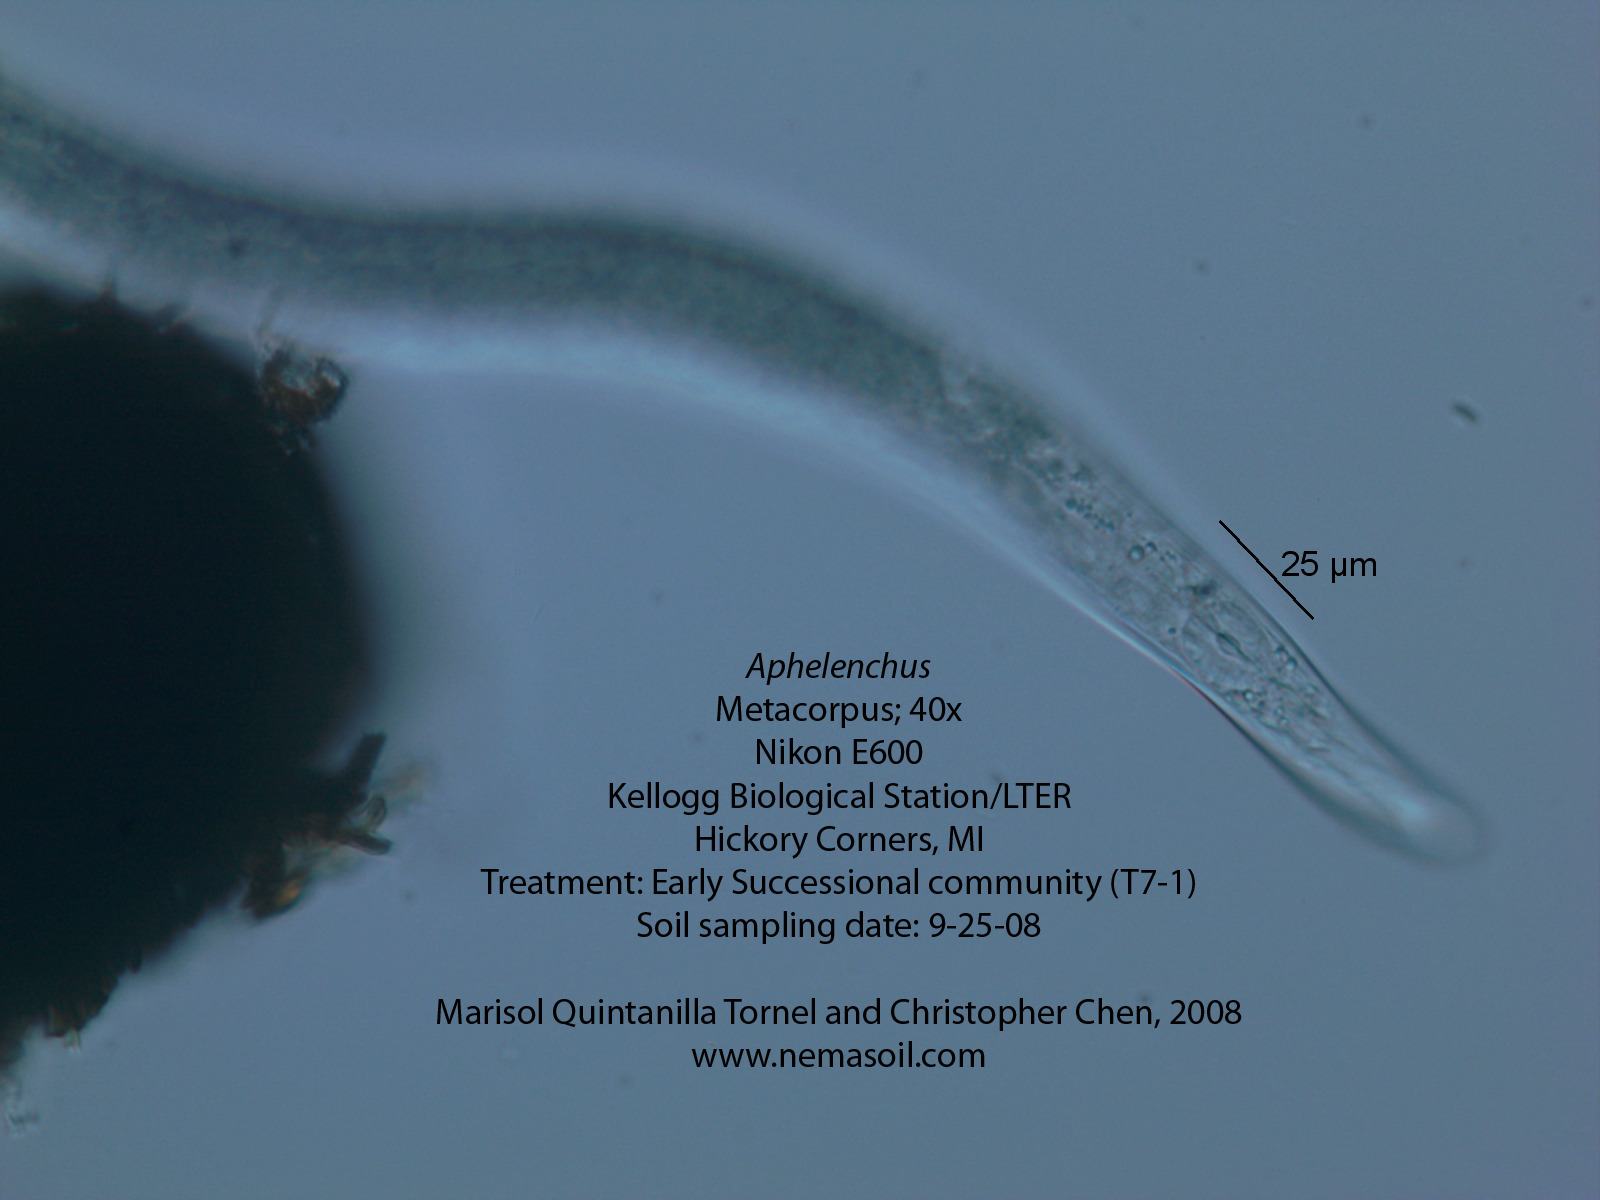 25 µm
Aphelenchus
Metacorpus; 40x
Nikon E600
Kellogg Biological Station/LTER
Hickory Corners, MI
Treatment: Early Successional community (T7-1)
Soil sampling date: 9-25-08
Marisol Quintanilla Tornel and Christopher Chen, 2008
www.nemasoil.com